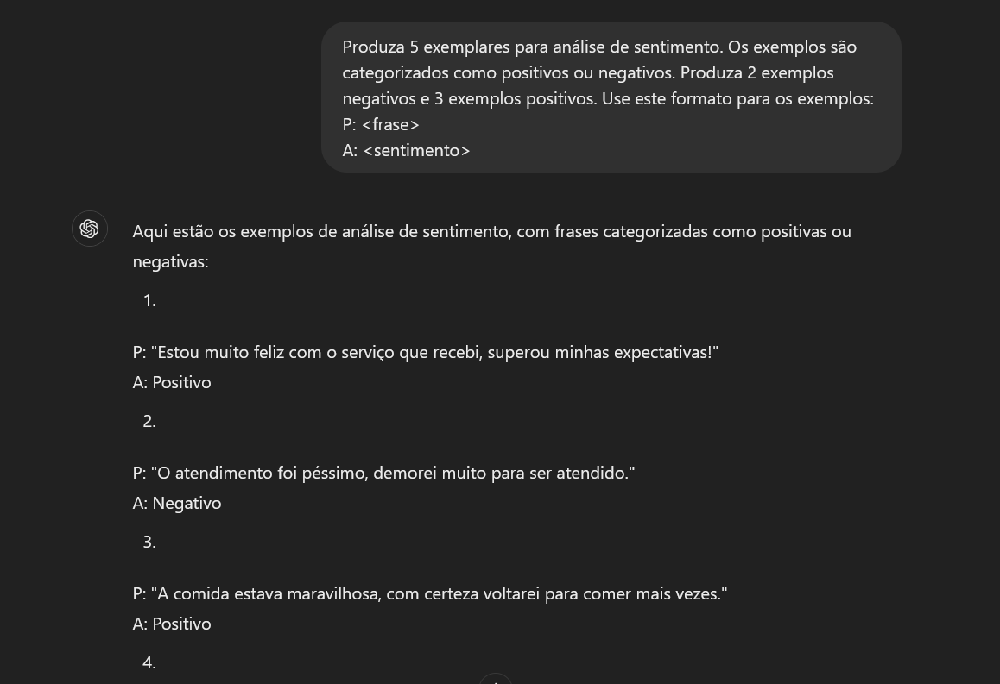 Produza 5 exemplares para análise de sentimento. Os exemplos são
categorizados como positivos ou negativos. Produza 2 exemplos
negativos e 3 exemplos positivos. Use este formato para os exemplos:
P: <frase>
A: <sentimento>
Aqui estão os exemplos de análise de sentimento, com frases categorizadas como positivas ou
negativas:
1.
P: "Estou muito feliz com o serviço que recebi, superou minhas expectativas!"
A: Positivo
2.
P: "O atendimento foi péssimo, demorei muito para ser atendido."
A: Negativo
3.
P: "A comida estava maravilhosa, com certeza voltarei para comer mais vezes."
A: Positivo
4.